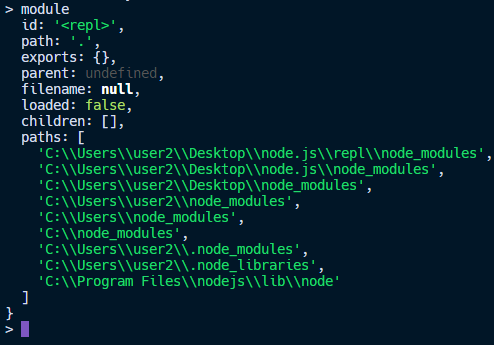 > module
id: '<repl>',
path: '.',
exports: {},
parent: undefined,
filename: null,
loaded: false,
children: [],
paths: [
'C:\\Users\\user2\\Desktop\\node.js\\repl\\node_modules',
'C:\\Users\\user2\\Desktop\\node.js\\node_modules',
'C:\\Users\\user2\\Desktop\\node_modules',
'C:\\Users\\user2\\node_modules',
'C:\\Users\\node_modules',
'C:\\node_modules',
'C:\\Users\\user2\\.node_modules',
'C:\\Users\\user2\\.node_libraries',
'C:\\Program Files\\nodejs\\lib\\node'
]
}
>